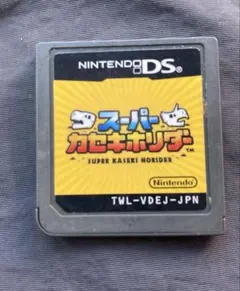 NINTENDO DS
スーパー
カセキホリダー
TM
SUPER KASEKI HORIDER
Nintendo
TWL-VDEJ-JPN